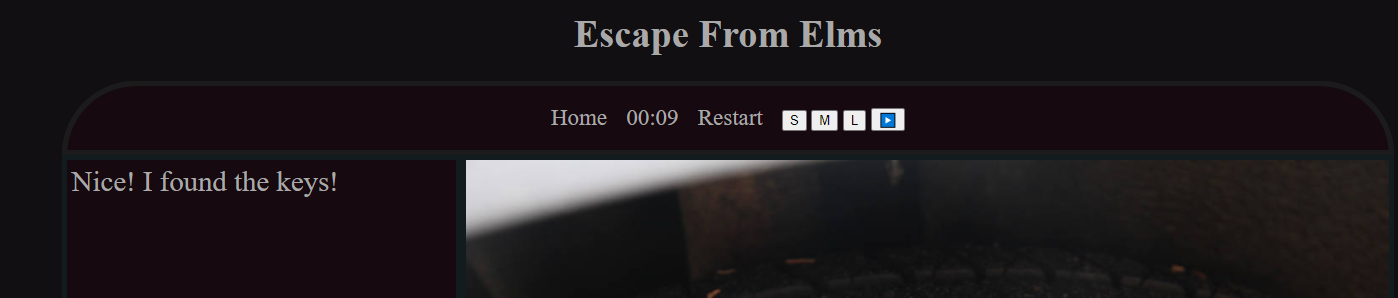 Escape From Elms
Home 00:09 Restart S M L
Nice! I found the keys!